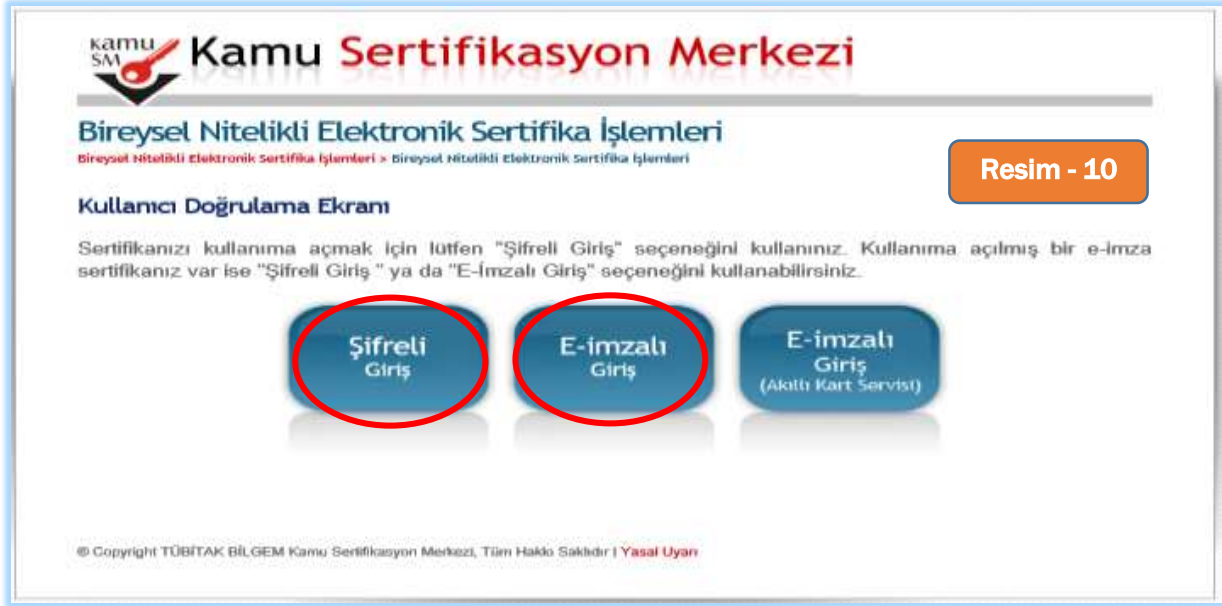 Kamu
SM
Kamu Sertifikasyon Merkezi
Bireysel Nitelikli Elektronik Sertifika İşlemleri
Bireysel Nitelikli Elektronik Sertifika İşlemleri > Bireysel Nitelikli Elektronik Sertifika İşlemleri
Resim - 10
Kullanıcı Doğrulama Ekranı
Sertifikanızı kullanıma açmak için lütfen "Şifreli Giriş" seçeneğini kullanınız. Kullanıma açılmış bir e-imza
sertifikanız var ise "Şifreli Giriş " ya da "E-İmzalı Giriş" seçeneğini kullanabilirsiniz.
Şifreli
Giriş
E-imzalı
Giriş
E-imzalı
Giriş
(Akıllı Kart Servisi)
© Copyright TÜBİTAK BİLGEM Kamu Sertifikasyon Merkezi, Tüm Hakkı Saklıdır | Yasal Uyarı